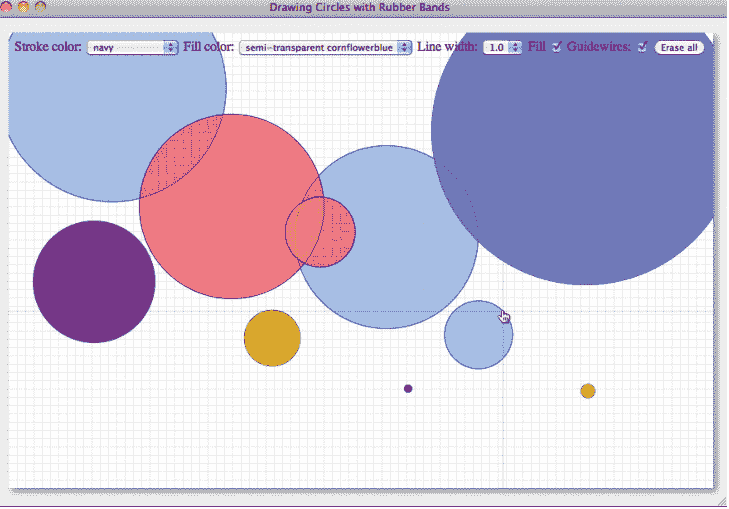 Drawing Circles with Rubber Bands
Stroke color: navy Fill color: semi-transparent cornflowerblue Line width: 1.0 Fill Guidewires: Erase all